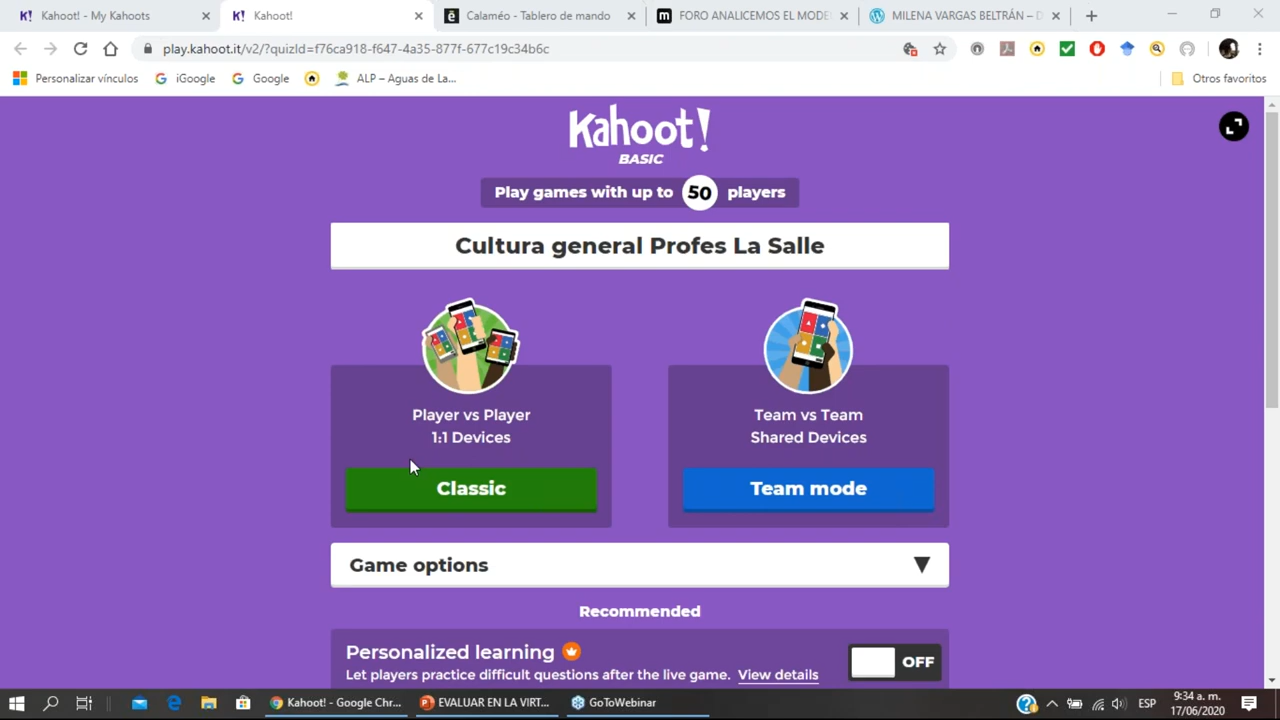 Kahoot! - My Kahoots
Kahoot!
Calaméo - Tablero de mando
FORO ANALICEMOS EL MODE
MILENA VARGAS BELTRÁN – D
play.kahoot.it/v2/?quizId=f76ca918-f647-4a35-877f-677c19c34b6c
Personalizar vínculos
iGoogle
Google
ALP – Aguas de La...
Otros favoritos
Kahoot!
BASIC
Play games with up to 50 players
Cultura general Profes La Salle
Player vs Player
1:1 Devices
Classic
Team vs Team
Shared Devices
Team mode
Game options
Recommended
Personalized learning
Let players practice difficult questions after the live game. View details
OFF
Kahoot! - Google Chr...
EVALUAR EN LA VIRT...
GoToWebinar
ESP
9:34 a. m.
17/06/2020